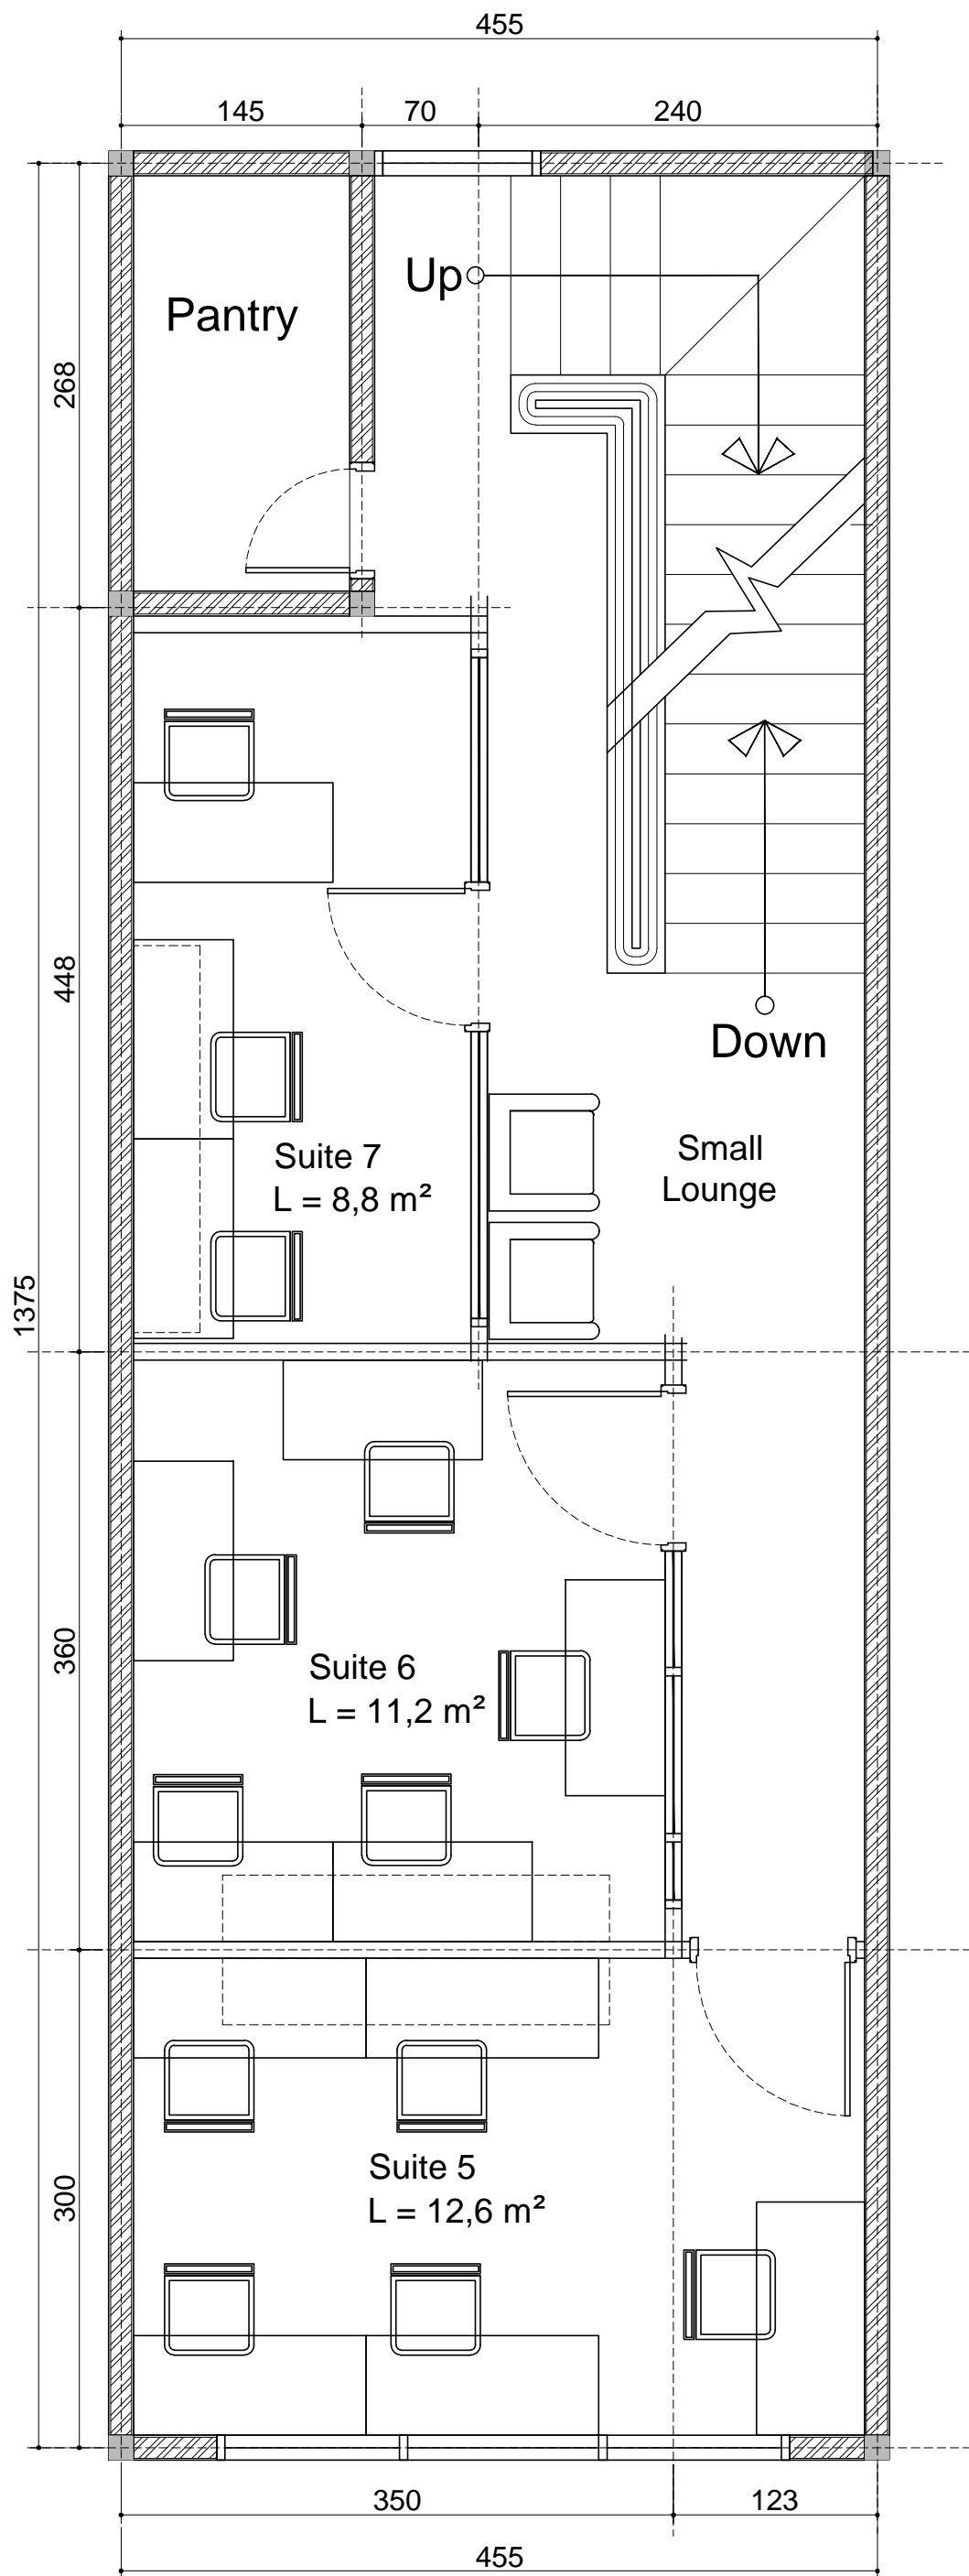 455
145
70
240
Up
Pantry
268
448
Down
Small
Lounge
Suite 7
L = 8,8 m²
1375
360
Suite 6
L = 11,2 m²
300
Suite 5
L = 12,6 m²
350
123
455